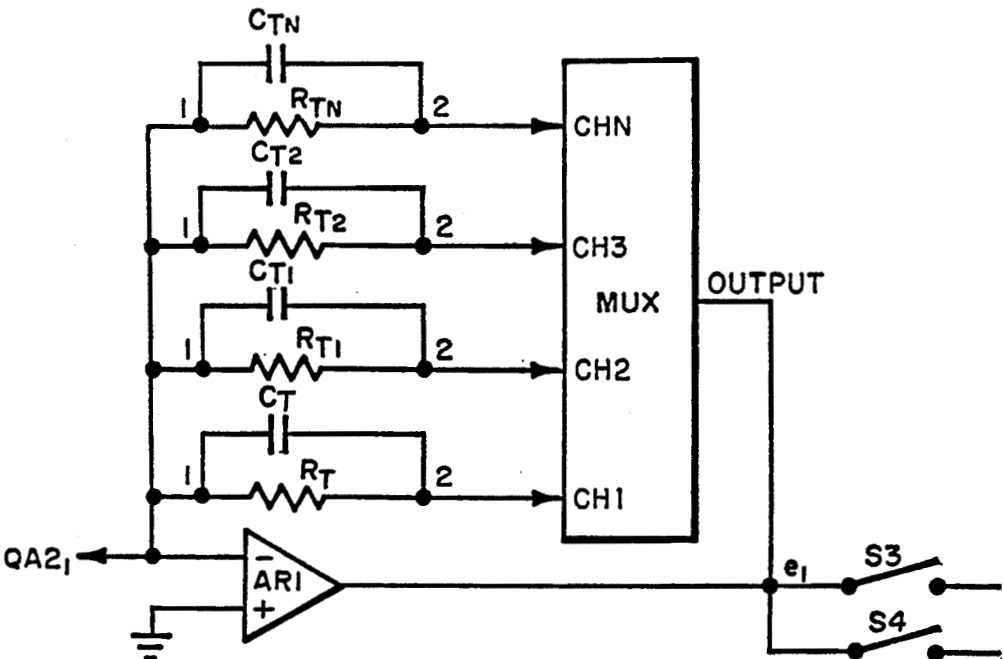 CTN
1 RTN 2
CHN
CT2
1 RT2 2
CH3
CT1
OUTPUT
MUX
1 RT1 2
CH2
CT
1 RT 2
CH1
QA21
−
AR1
+
e1
S3
S4